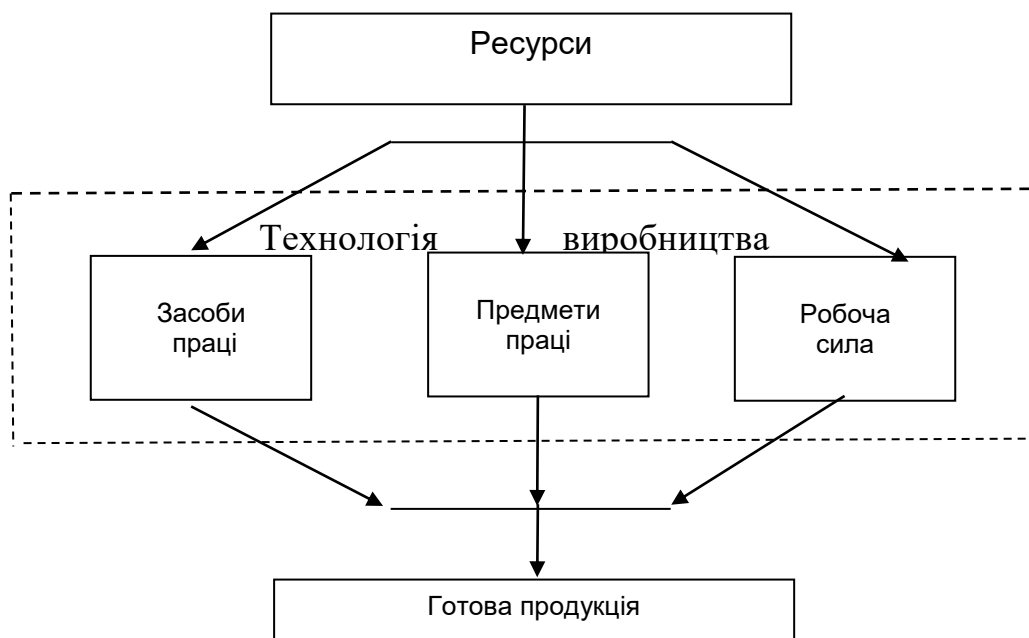 Ресурси
Технологія виробництва
Засоби
праці
Предмети
праці
Робоча
сила
Готова продукція